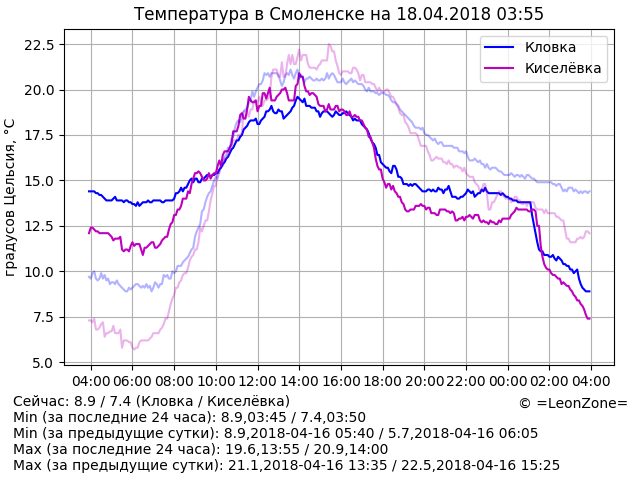 Температура в Смоленске на 18.04.2018 03:55
градусов Цельсия, °C
22.5
20.0
17.5
15.0
12.5
10.0
7.5
5.0
Кловка
Киселёвка
04:00 06:00 08:00 10:00 12:00 14:00 16:00 18:00 20:00 22:00 00:00 02:00 04:00
Сейчас: 8.9 / 7.4 (Кловка / Киселёвка)
© =LeonZone=
Min (за последние 24 часа): 8.9,03:45 / 7.4,03:50
Min (за предыдущие сутки): 8.9,2018-04-16 05:40 / 5.7,2018-04-16 06:05
Max (за последние 24 часа): 19.6,13:55 / 20.9,14:00
Max (за предыдущие сутки): 21.1,2018-04-16 13:35 / 22.5,2018-04-16 15:25